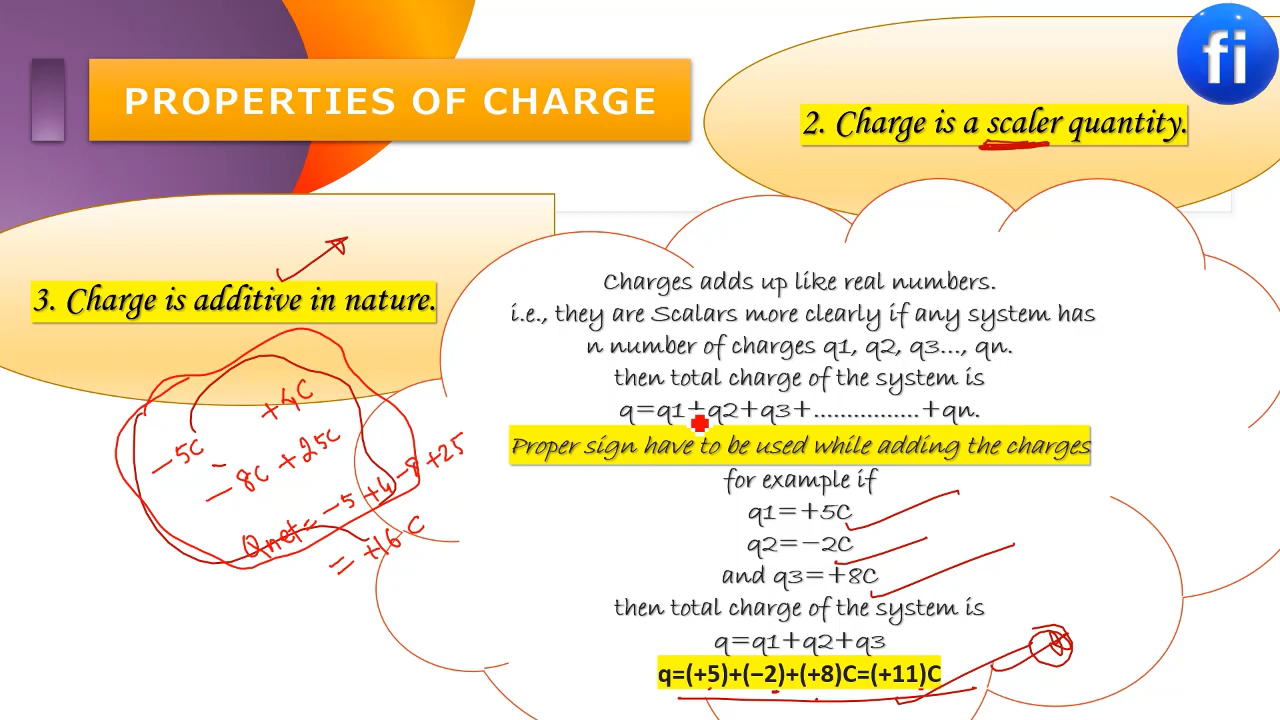 PROPERTIES OF CHARGE
fi
2. Charge is a scaler quantity.
3. Charge is additive in nature.
Charges adds up like real numbers.
i.e., they are Scalars more clearly if any system has
n number of charges q1, q2, q3..., qn.
then total charge of the system is
q=q1+q2+q3+................+qn.
Proper sign have to be used while adding the charges
for example if
q1=+5C
q2=−2C
and q3=+8C
then total charge of the system is
q=q1+q2+q3
q=(+5)+(−2)+(+8)C=(+11)C
+4C
-5C
-8C +25C
Qnet = -5 +4 -8 +25
= +16 C